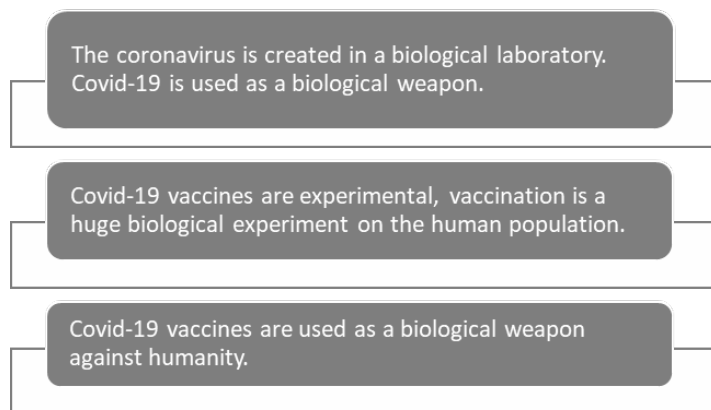 The coronavirus is created in a biological laboratory.
Covid-19 is used as a biological weapon.
Covid-19 vaccines are experimental, vaccination is a
huge biological experiment on the human population.
Covid-19 vaccines are used as a biological weapon
against humanity.